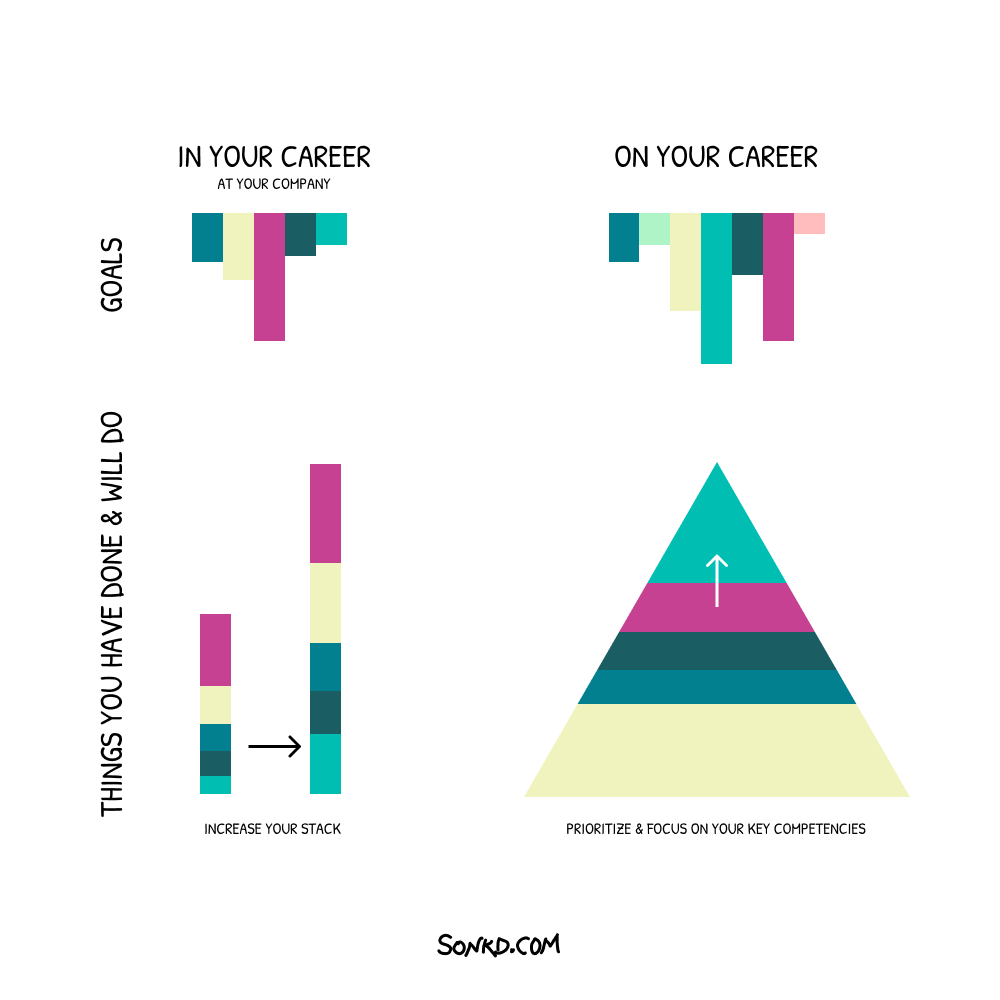 IN YOUR CAREER
AT YOUR COMPANY
ON YOUR CAREER
GOALS
THINGS YOU HAVE DONE & WILL DO
INCREASE YOUR STACK
PRIORITIZE & FOCUS ON YOUR KEY COMPETENCIES
SONKD.COM